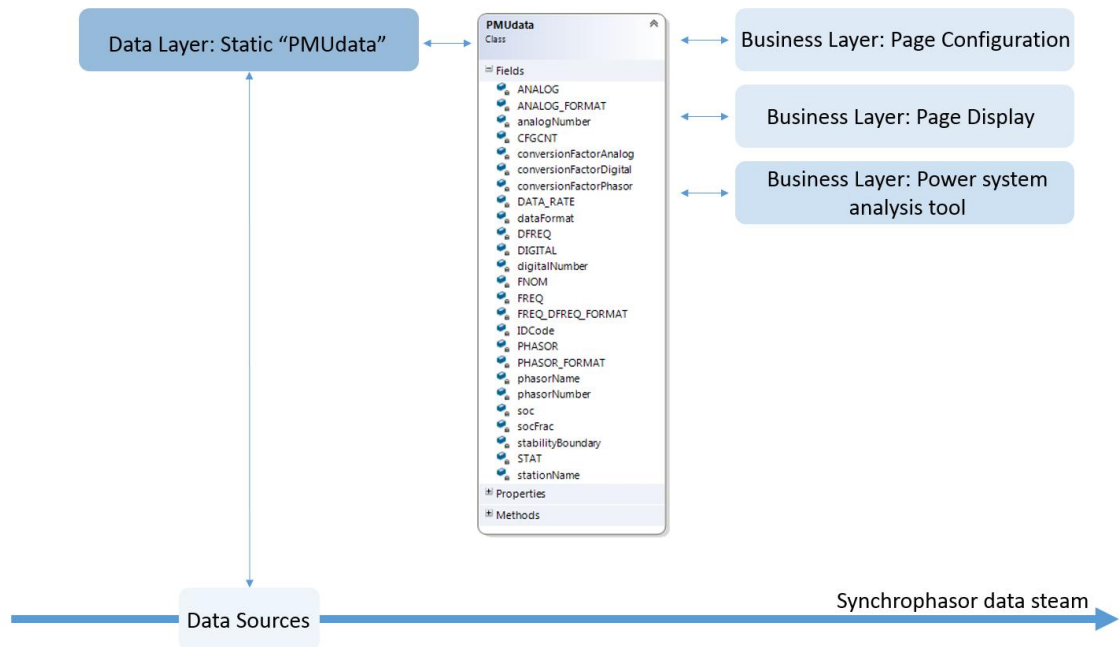 Data Layer: Static “PMUdata”
PMUdata
Class
Fields
ANALOG
ANALOG_FORMAT
analogNumber
CFGCNT
conversionFactorAnalog
conversionFactorDigital
conversionFactorPhasor
DATA_RATE
dataFormat
DFREQ
DIGITAL
digitalNumber
FNOM
FREQ
FREQ_DFREQ_FORMAT
IDCode
PHASOR
PHASOR_FORMAT
phasorName
phasorNumber
soc
socFrac
stabilityBoundary
STAT
stationName
Properties
Methods
Business Layer: Page Configuration
Business Layer: Page Display
Business Layer: Power system
analysis tool
Data Sources
Synchrophasor data steam